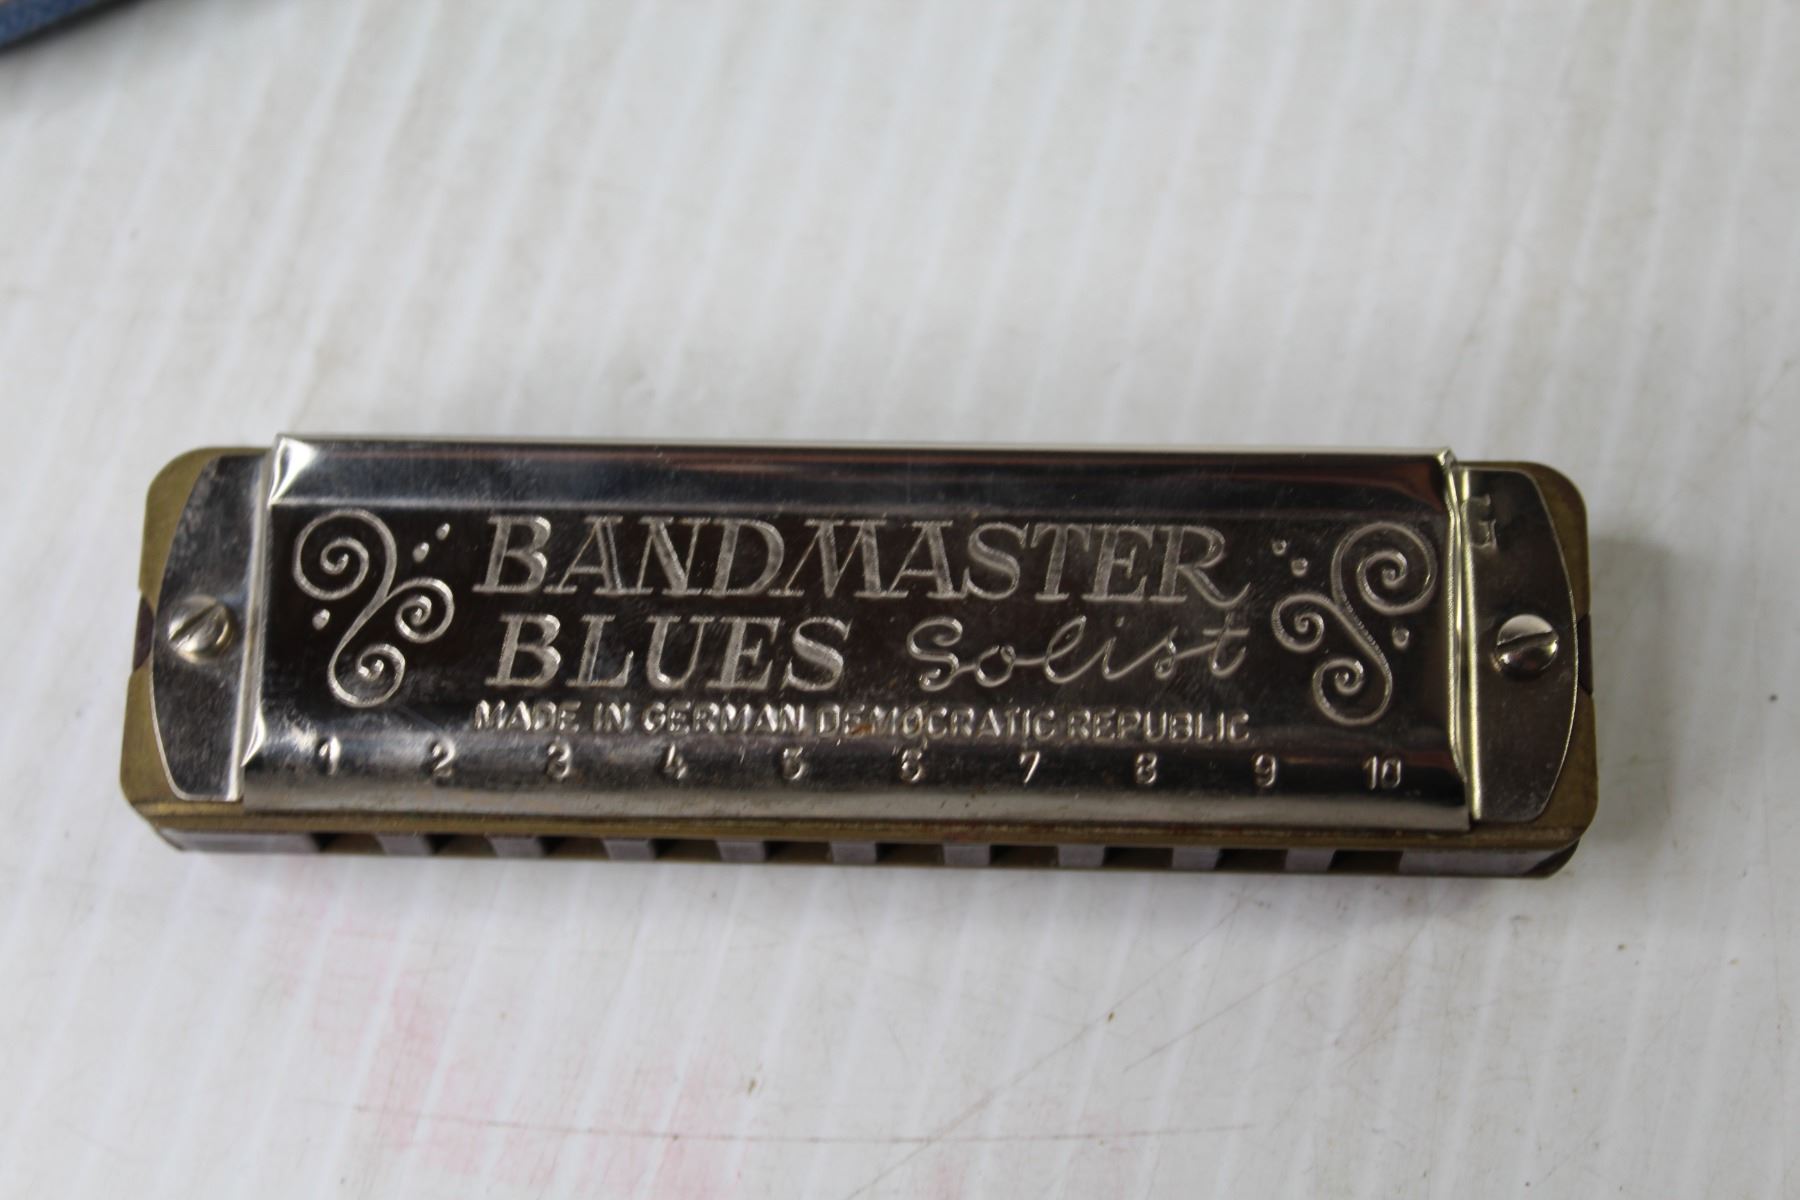 BANDMASTER
BLUES Solist
MADE IN GERMAN DEMOCRATIC REPUBLIC
1 2 3 4 5 6 7 8 9 10